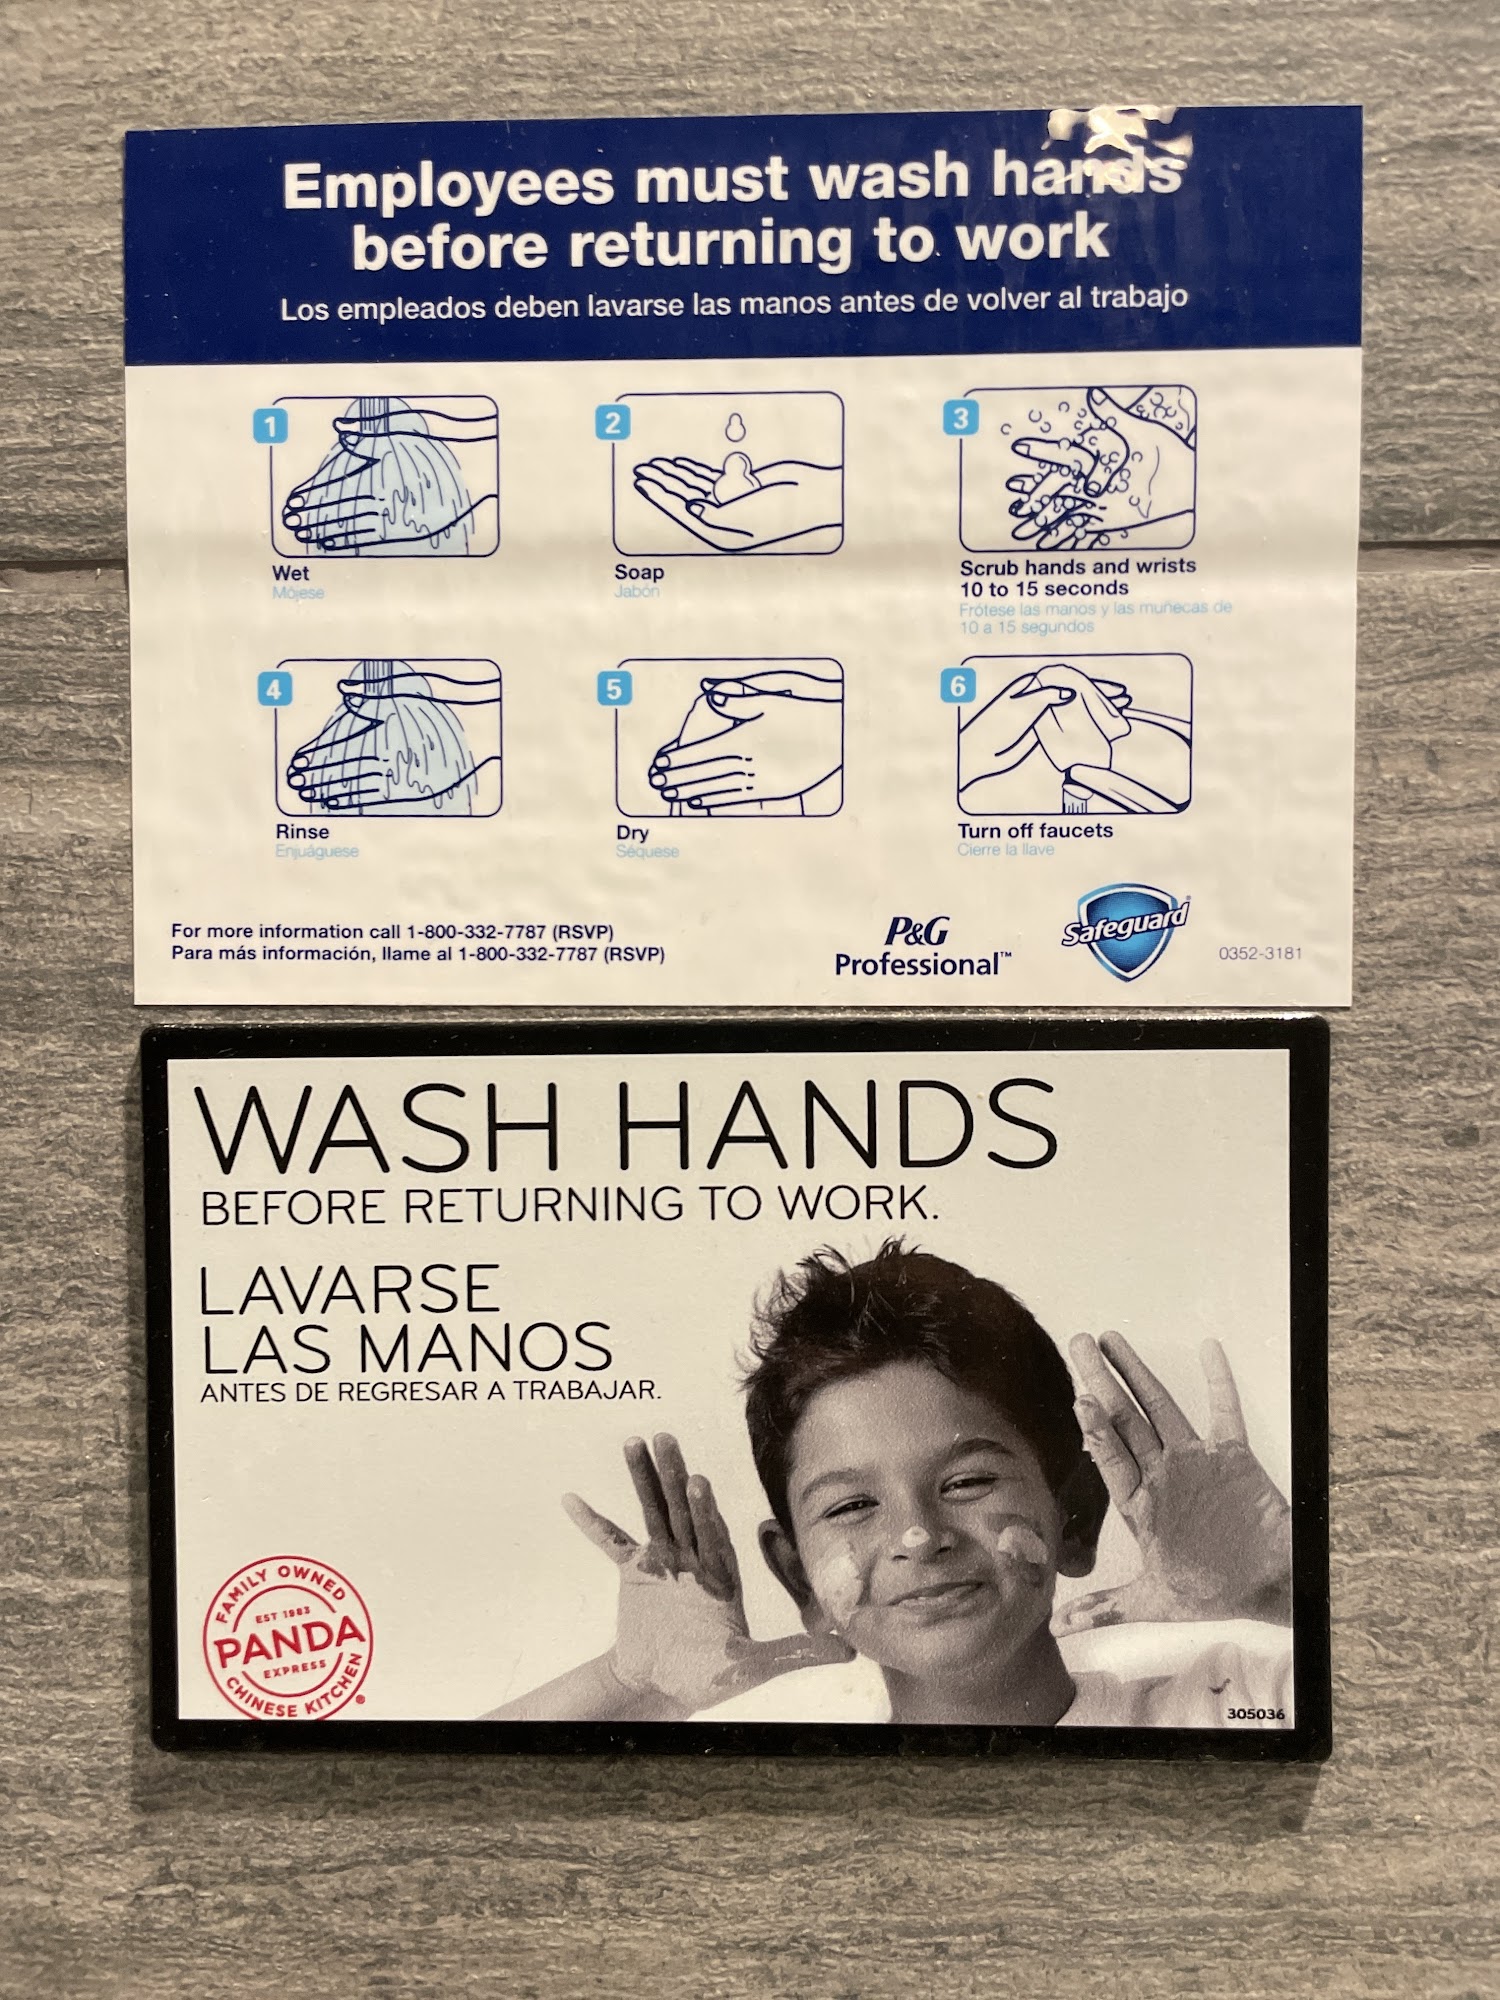 Employees must wash hands
before returning to work
Los empleados deben lavarse las manos antes de volver al trabajo
1
Wet
Mójese
2
Soap
Jabón
3
Scrub hands and wrists
10 to 15 seconds
Frótese las manos y las muñecas de
10 a 15 segundos
4
Rinse
Enjuáguese
5
Dry
Séquese
6
Turn off faucets
Cierre la llave
For more information call 1-800-332-7787 (RSVP)
Para más información, llame al 1-800-332-7787 (RSVP)
P&G
Professional™
Safeguard®
0352-3181
WASH HANDS
BEFORE RETURNING TO WORK.
LAVARSE
LAS MANOS
ANTES DE REGRESAR A TRABAJAR.
FAMILY OWNED
EST 1983
PANDA
EXPRESS
CHINESE KITCHEN®
305036